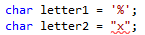 char letter1 = '%';
char letter2 = "x";